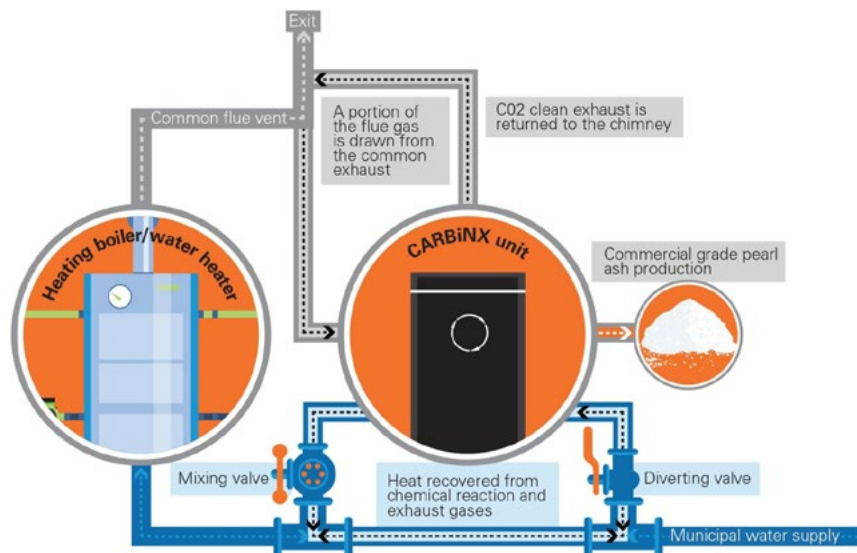 Exit
Common flue vent
A portion of
the flue gas
is drawn from
the common
exhaust
C02 clean exhaust is
returned to the chimney
Heating boiler/water heater
CARBiNX unit
Commercial grade pearl
ash production
Mixing valve
Heat recovered from
chemical reaction and
exhaust gases
Diverting valve
Municipal water supply